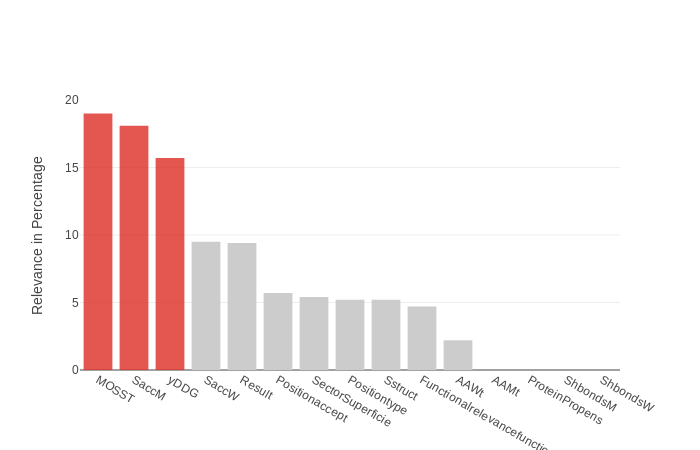 20
15
10
5
0
Relevance in Percentage
MOSST
SaccM
yDDG
SaccW
Result
Positionaccept
SectorSuperficie
Positiontype
Sstruct
Functionalrelevancefunctic
AAWt
AAMt
ProteinPropens
ShbondsM
ShbondsW